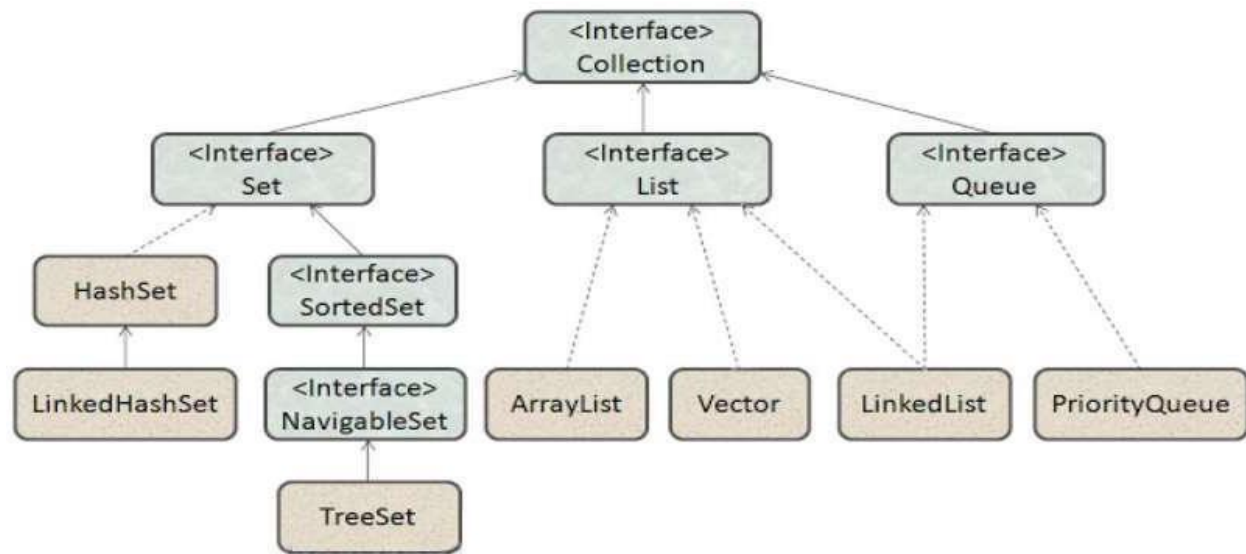 <Interface>
Collection
<Interface>
Set
<Interface>
List
<Interface>
Queue
HashSet
<Interface>
SortedSet
LinkedHashSet
<Interface>
NavigableSet
ArrayList
Vector
LinkedList
PriorityQueue
TreeSet